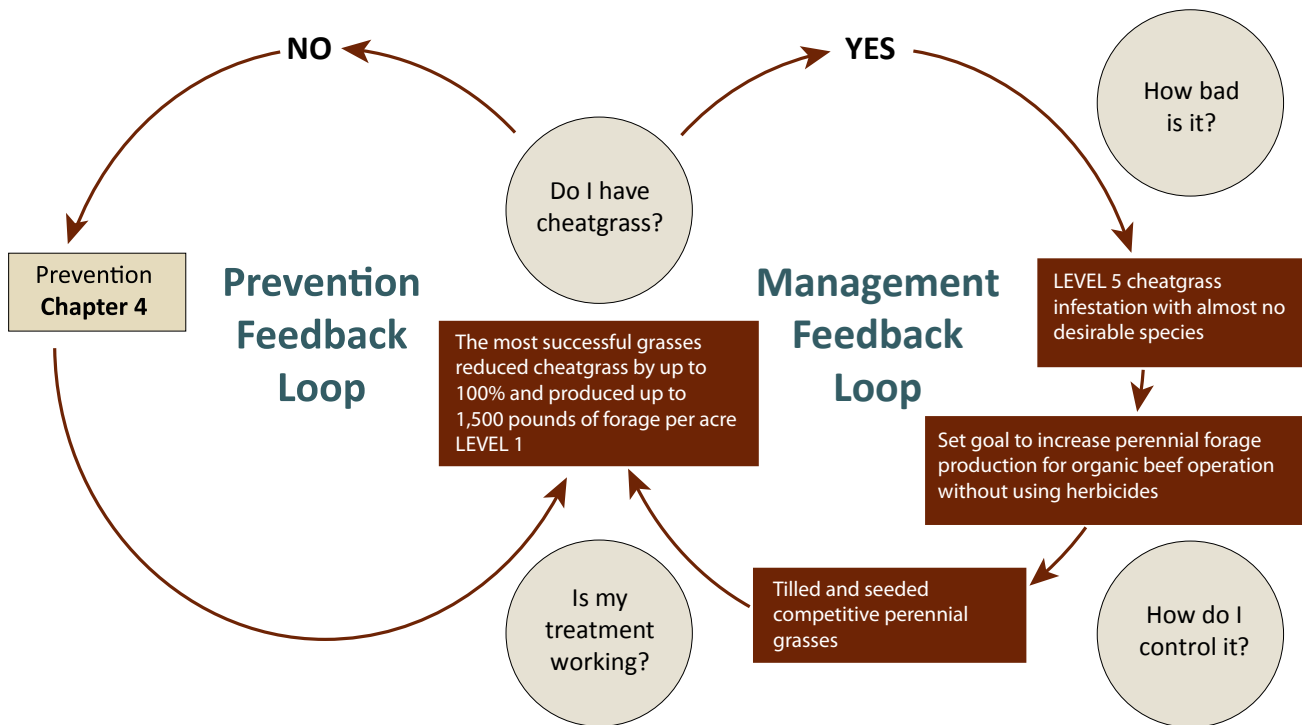 NO
YES
How bad
is it?
Do I have
cheatgrass?
Prevention
Chapter 4
Prevention
Feedback
Loop
Management
Feedback
Loop
LEVEL 5 cheatgrass
infestation with almost no
desirable species
The most successful grasses
reduced cheatgrass by up to
100% and produced up to
1,500 pounds of forage per acre
LEVEL 1
Set goal to increase perennial forage
production for organic beef operation
without using herbicides
Tilled and seeded
competitive perennial
grasses
Is my
treatment
working?
How do I
control it?